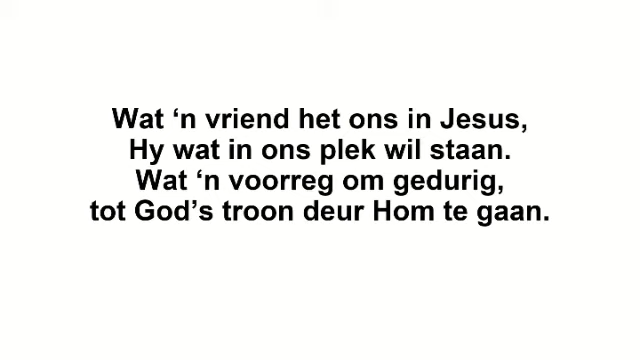 Wat ‘n vriend het ons in Jesus,
Hy wat in ons plek wil staan.
Wat ‘n voorreg om gedurig,
tot God’s troon deur Hom te gaan.